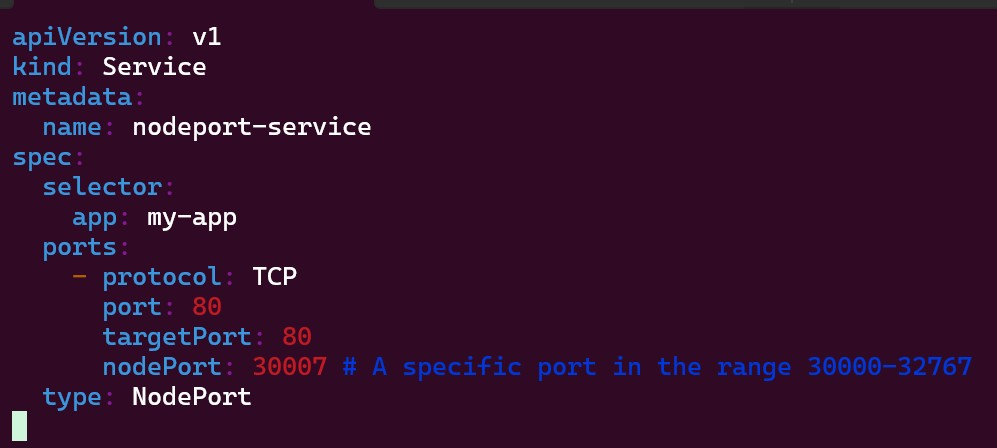 apiVersion: v1
kind: Service
metadata:
  name: nodeport-service
spec:
  selector:
    app: my-app
  ports:
    - protocol: TCP
      port: 80
      targetPort: 80
      nodePort: 30007 # A specific port in the range 30000-32767
  type: NodePort